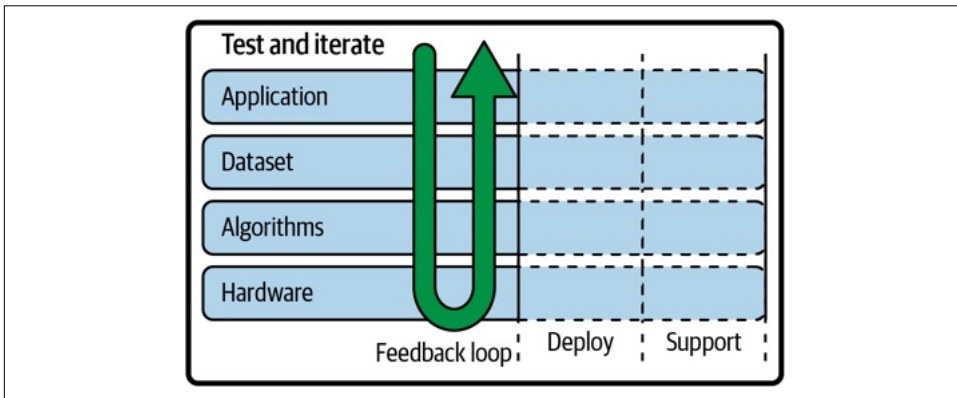 Test and iterate
Application
Dataset
Algorithms
Hardware
Feedback loop
Deploy
Support